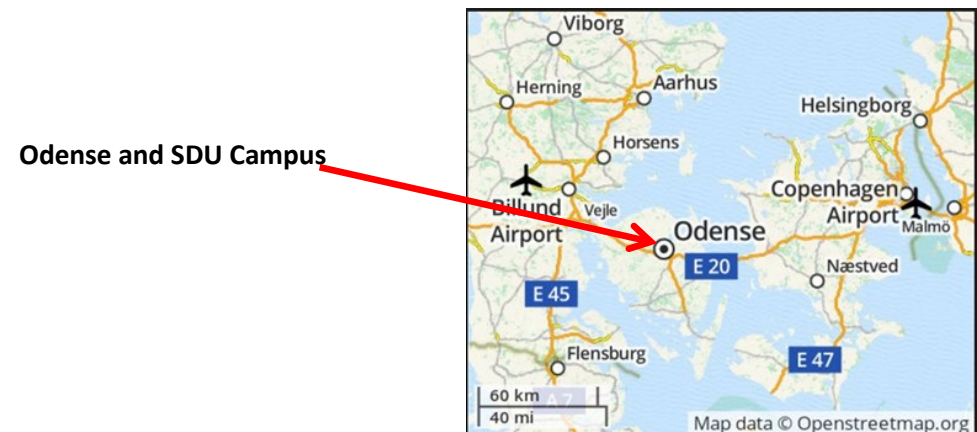 Viborg
Aarhus
Herning
Helsingborg
Horsens
Odense and SDU Campus
Copenhagen
Airport
Billund
Airport
Vejle
Malmö
Odense
E 20
Næstved
E 45
Flensburg
E 47
60 km
A 7
40 mi
Map data © Openstreetmap.org